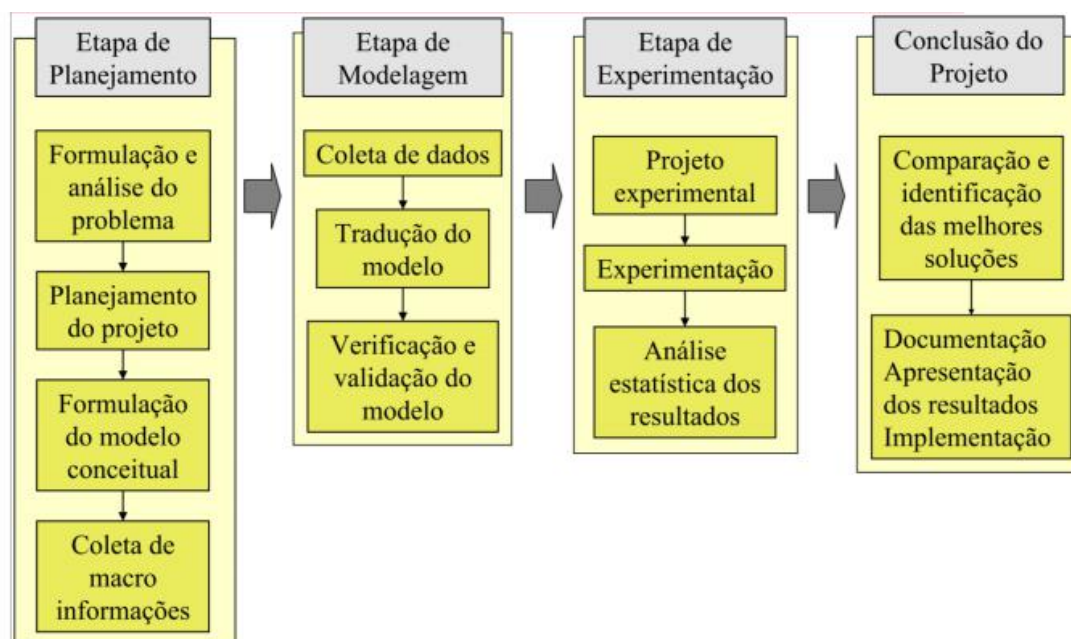 Etapa de
Planejamento
Formulação e
análise do
problema
Planejamento
do projeto
Formulação
do modelo
conceitual
Coleta de
macro
informações
Etapa de
Modelagem
Coleta de dados
Tradução do
modelo
Verificação e
validação do
modelo
Etapa de
Experimentação
Projeto
experimental
Experimentação
Análise
estatística dos
resultados
Conclusão do
Projeto
Comparação e
identificação
das melhores
soluções
Documentação
Apresentação
dos resultados
Implementação